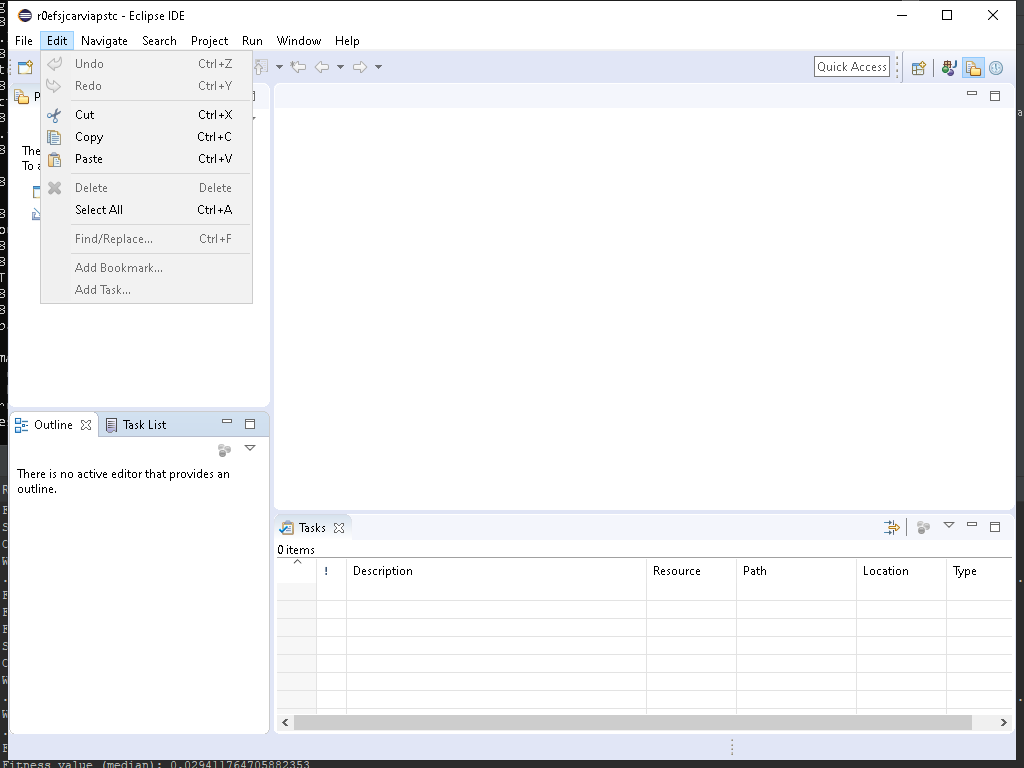 r0efsjcarviapstc - Eclipse IDE
File Edit Navigate Search Project Run Window Help
Quick Access
Undo Ctrl+Z
Redo Ctrl+Y
Cut Ctrl+X
Copy Ctrl+C
Paste Ctrl+V
Delete Delete
Select All Ctrl+A
Find/Replace... Ctrl+F
Add Bookmark...
Add Task...
The
To
Outline Task List
There is no active editor that provides an
outline.
Tasks
0 items
! Description Resource Path Location Type
Fitness value (median): 0.029411764705882353